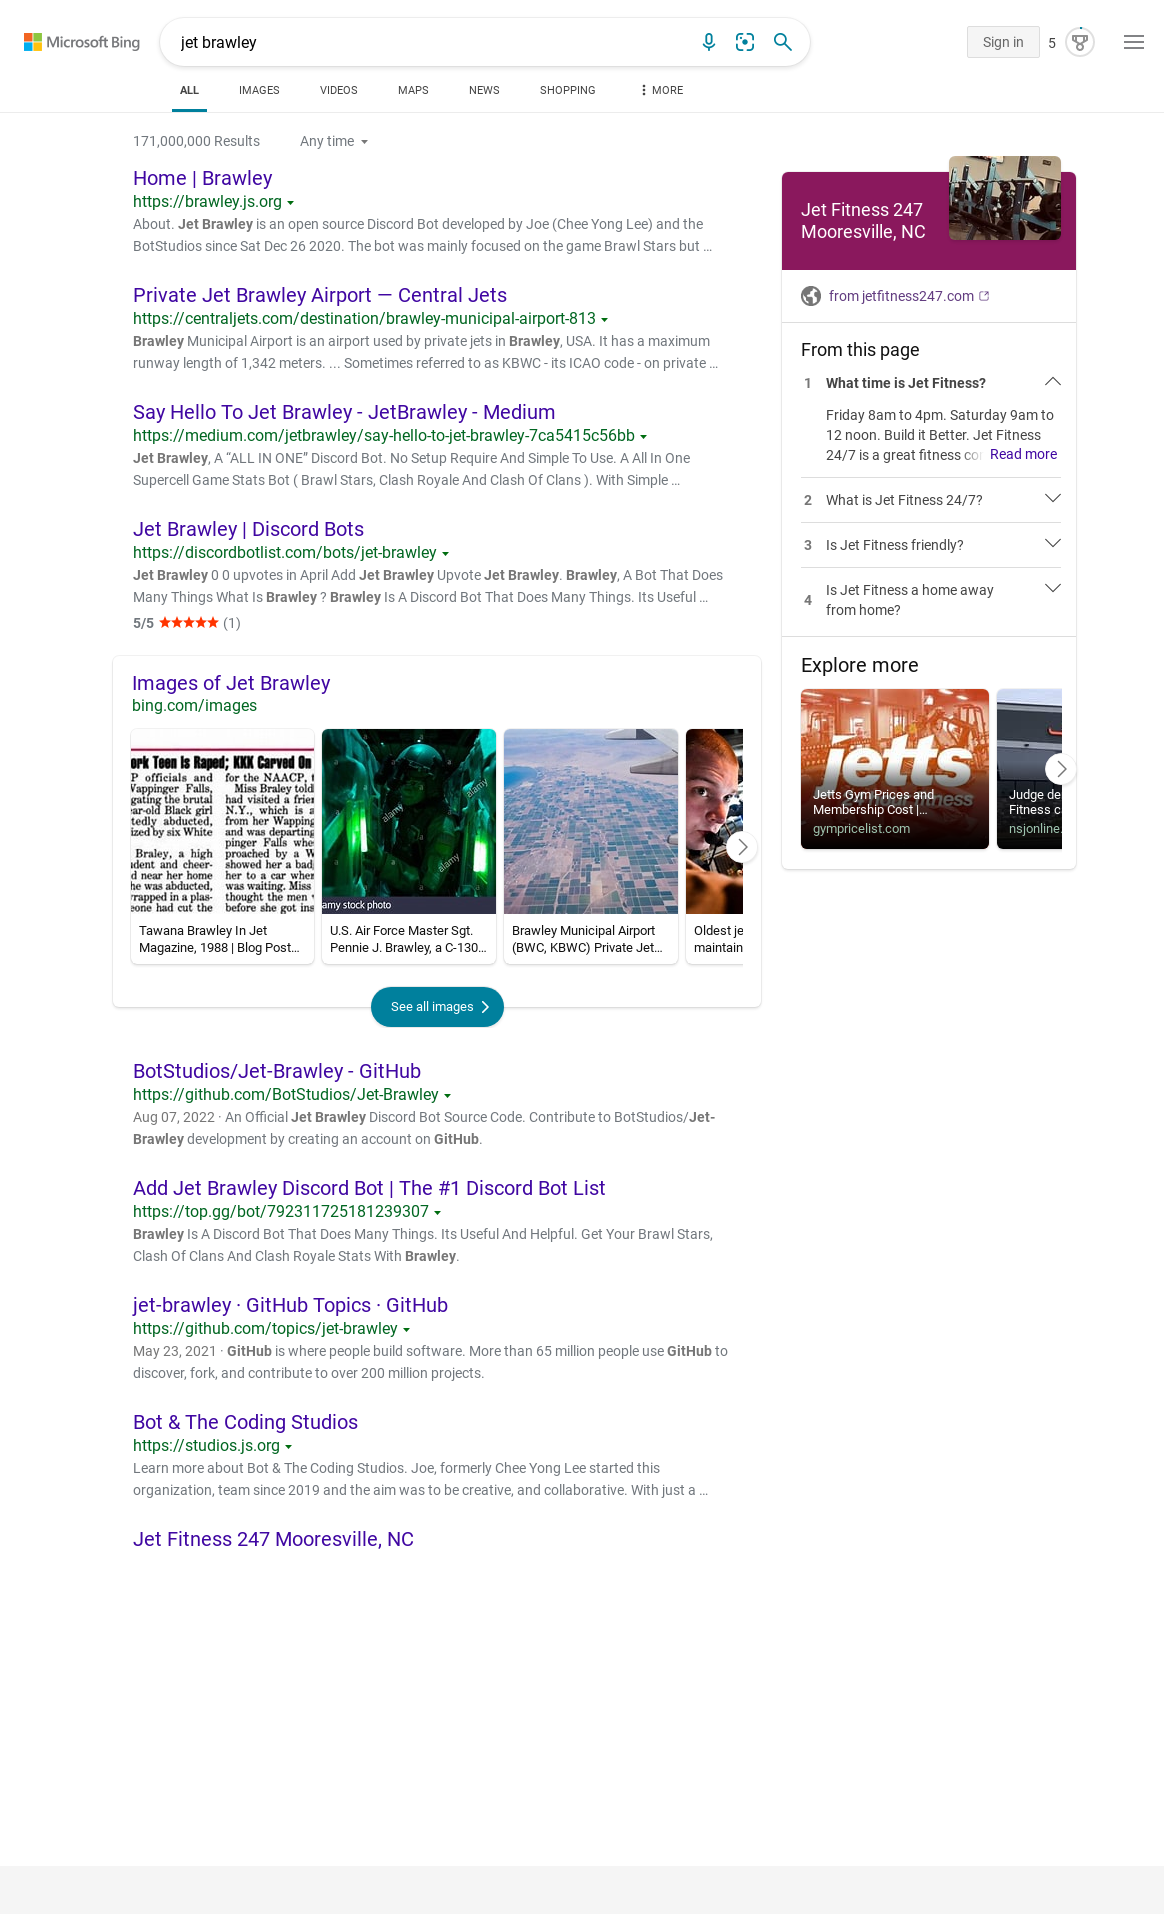 Microsoft Bing
jet brawley
Sign in
5
ALL
IMAGES
VIDEOS
MAPS
NEWS
SHOPPING
MORE
171,000,000 Results
Any time
Home | Brawley
https://brawley.js.org
About. Jet Brawley is an open source Discord Bot developed by Joe (Chee Yong Lee) and the
BotStudios since Sat Dec 26 2020. The bot was mainly focused on the game Brawl Stars but ...
Private Jet Brawley Airport — Central Jets
https://centraljets.com/destination/brawley-municipal-airport-813
Brawley Municipal Airport is an airport used by private jets in Brawley, USA. It has a maximum
runway length of 1,342 meters. ... Sometimes referred to as KBWC - its ICAO code - on private ...
Say Hello To Jet Brawley - JetBrawley - Medium
https://medium.com/jetbrawley/say-hello-to-jet-brawley-7ca5415c56bb
Jet Brawley, A “ALL IN ONE” Discord Bot. No Setup Require And Simple To Use. A All In One
Supercell Game Stats Bot ( Brawl Stars, Clash Royale And Clash Of Clans ). With Simple ...
Jet Brawley | Discord Bots
https://discordbotlist.com/bots/jet-brawley
Jet Brawley 0 0 upvotes in April Add Jet Brawley Upvote Jet Brawley. Brawley, A Bot That Does
Many Things What Is Brawley ? Brawley Is A Discord Bot That Does Many Things. Its Useful ...
5/5 ★★★★★ (1)
Images of Jet Brawley
bing.com/images
ork Teen Is Raped; KKK Carved On
P officials and
Wappinger Falls,
gating the brutal
ear-old Black girl
tedly abducted,
ized by six White
Braley, a high
dent and cheer-
ned near her home
he was abducted,
wrapped in a plas-
eone had cut the
for the NAACP, t
Miss Braley told
had visited a frien
N.Y., which is a
from her Wapping
and was departing
pinger Falls when
proached by a W
showed her a bad
her to a car wher
was waiting. Miss
thought the men v
before she got ins
Tawana Brawley In Jet
Magazine, 1988 | Blog Post...
a
alamy
alamy
amy stock photo
U.S. Air Force Master Sgt.
Pennie J. Brawley, a C-130...
Brawley Municipal Airport
(BWC, KBWC) Private Jet...
Oldest je
maintain
See all images
BotStudios/Jet-Brawley - GitHub
https://github.com/BotStudios/Jet-Brawley
Aug 07, 2022 · An Official Jet Brawley Discord Bot Source Code. Contribute to BotStudios/Jet-
Brawley development by creating an account on GitHub.
Add Jet Brawley Discord Bot | The #1 Discord Bot List
https://top.gg/bot/792311725181239307
Brawley Is A Discord Bot That Does Many Things. Its Useful And Helpful. Get Your Brawl Stars,
Clash Of Clans And Clash Royale Stats With Brawley.
jet-brawley · GitHub Topics · GitHub
https://github.com/topics/jet-brawley
May 23, 2021 · GitHub is where people build software. More than 65 million people use GitHub to
discover, fork, and contribute to over 200 million projects.
Bot & The Coding Studios
https://studios.js.org
Learn more about Bot & The Coding Studios. Joe, formerly Chee Yong Lee started this
organization, team since 2019 and the aim was to be creative, and collaborative. With just a ...
Jet Fitness 247 Mooresville, NC
Jet Fitness 247
Mooresville, NC
from jetfitness247.com
From this page
1 What time is Jet Fitness?
Friday 8am to 4pm. Saturday 9am to
12 noon. Build it Better. Jet Fitness
24/7 is a great fitness con Read more
2 What is Jet Fitness 24/7?
3 Is Jet Fitness friendly?
4 Is Jet Fitness a home away
from home?
Explore more
jetts
Jetts Gym Prices and
Membership Cost |...
gympricelist.com
Judge de
Fitness c
nsjonline.